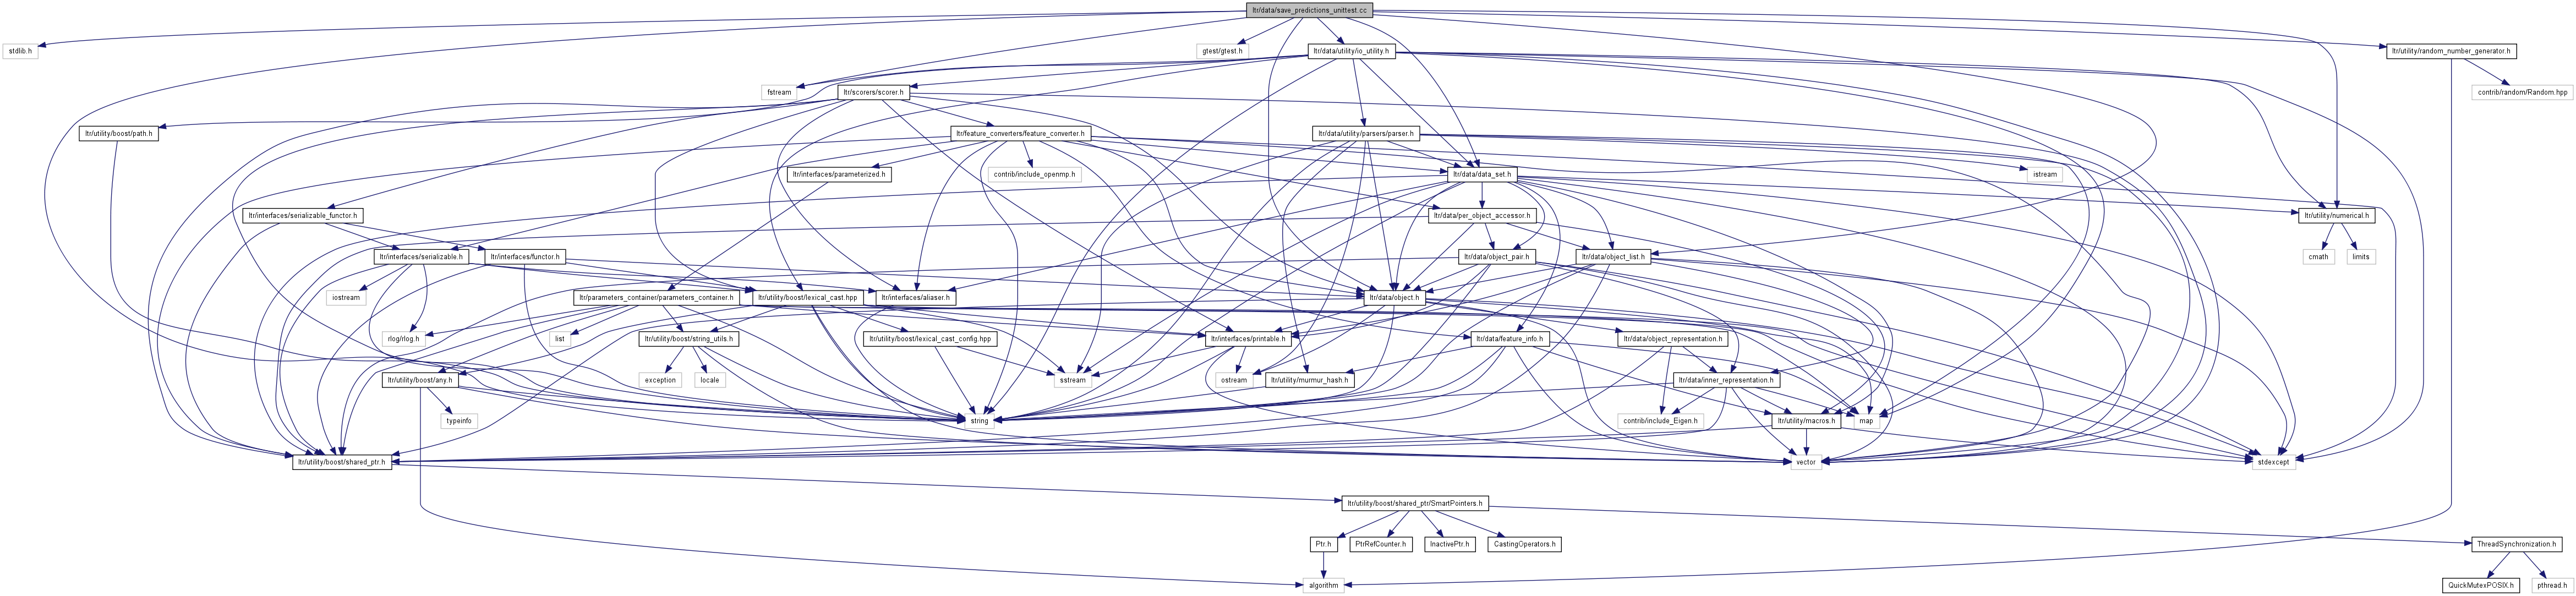 ltr/data/save_predictions_unittest.cc
stdlib.h
gtest/gtest.h
ltr/data/utility/io_utility.h
ltr/utility/random_number_generator.h
fstream
ltr/scorers/scorer.h
contrib/random/Random.hpp
ltr/utility/boost/path.h
ltr/feature_converters/feature_converter.h
ltr/data/utility/parsers/parser.h
ltr/interfaces/parameterized.h
contrib/include_openmp.h
ltr/data/data_set.h
istream
ltr/interfaces/serializable_functor.h
ltr/data/per_object_accessor.h
ltr/utility/numerical.h
ltr/interfaces/serializable.h
ltr/interfaces/functor.h
ltr/data/object_pair.h
ltr/data/object_list.h
cmath
limits
iostream
ltr/parameters_container/parameters_container.h
ltr/utility/boost/lexical_cast.hpp
ltr/interfaces/aliaser.h
ltr/data/object.h
rlog/rlog.h
list
ltr/utility/boost/string_utils.h
ltr/utility/boost/lexical_cast_config.hpp
ltr/interfaces/printable.h
ltr/data/feature_info.h
ltr/data/object_representation.h
ltr/utility/boost/any.h
exception
locale
sstream
ostream
ltr/utility/murmur_hash.h
ltr/data/inner_representation.h
typeinfo
string
contrib/include_Eigen.h
ltr/utility/macros.h
map
ltr/utility/boost/shared_ptr.h
vector
stdexcept
ltr/utility/boost/shared_ptr/SmartPointers.h
Ptr.h
PtrRefCounter.h
InactivePtr.h
CastingOperators.h
ThreadSynchronization.h
algorithm
QuickMutexPOSIX.h
pthread.h